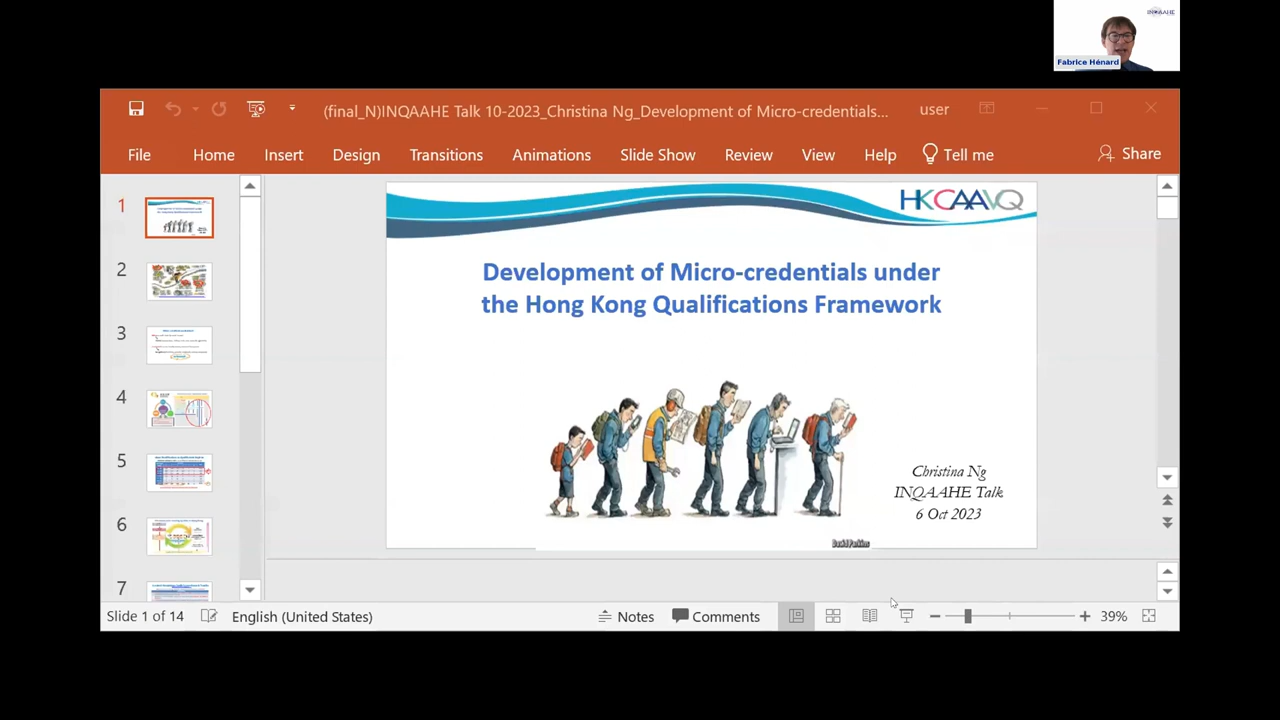 INQAAHE
Fabrice Hénard
(final_N)INQAAHE Talk 10-2023_Christina Ng_Development of Micro-credentials...
user
File
Home
Insert
Design
Transitions
Animations
Slide Show
Review
View
Help
Tell me
Share
1
2
3
4
5
6
7
HKCAAVQ
Development of Micro-credentials under
the Hong Kong Qualifications Framework
Christina Ng
INQAAHE Talk
6 Oct 2023
David Parkins
Slide 1 of 14
English (United States)
Notes
Comments
39%